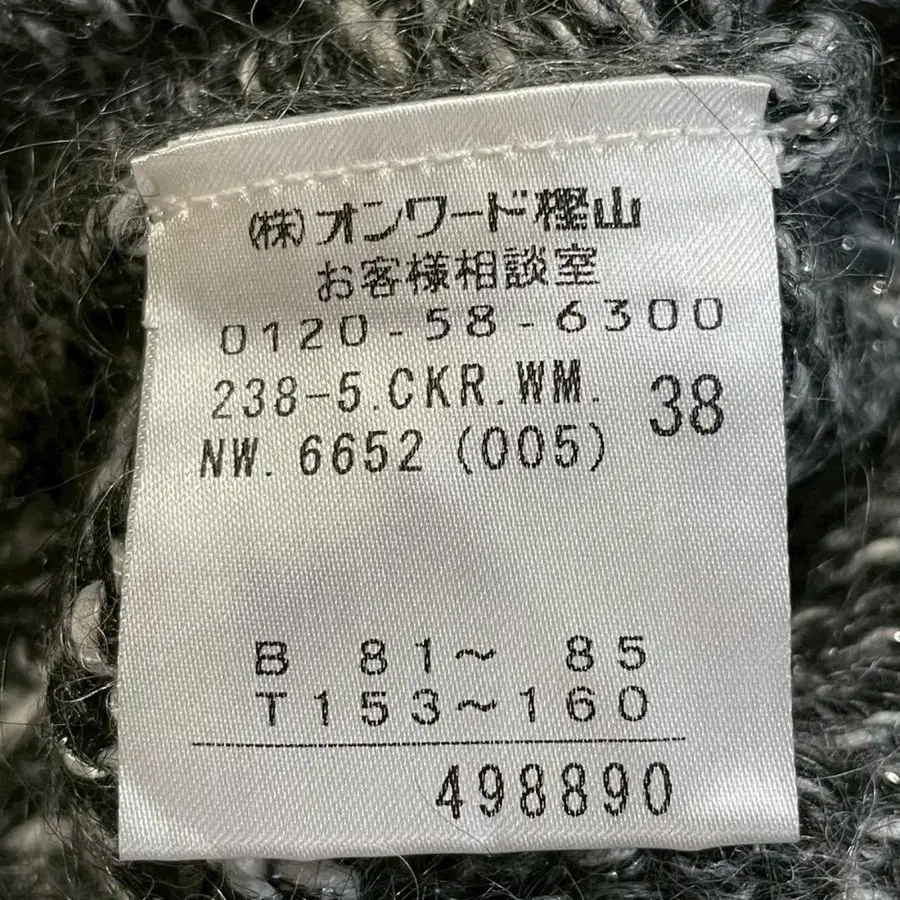 (株)オンワード樫山
お客様相談室
0120-58-6300
238-5.CKR.WM. 38
NW. 6652 (005)
B 81~ 85
T153~160
498890